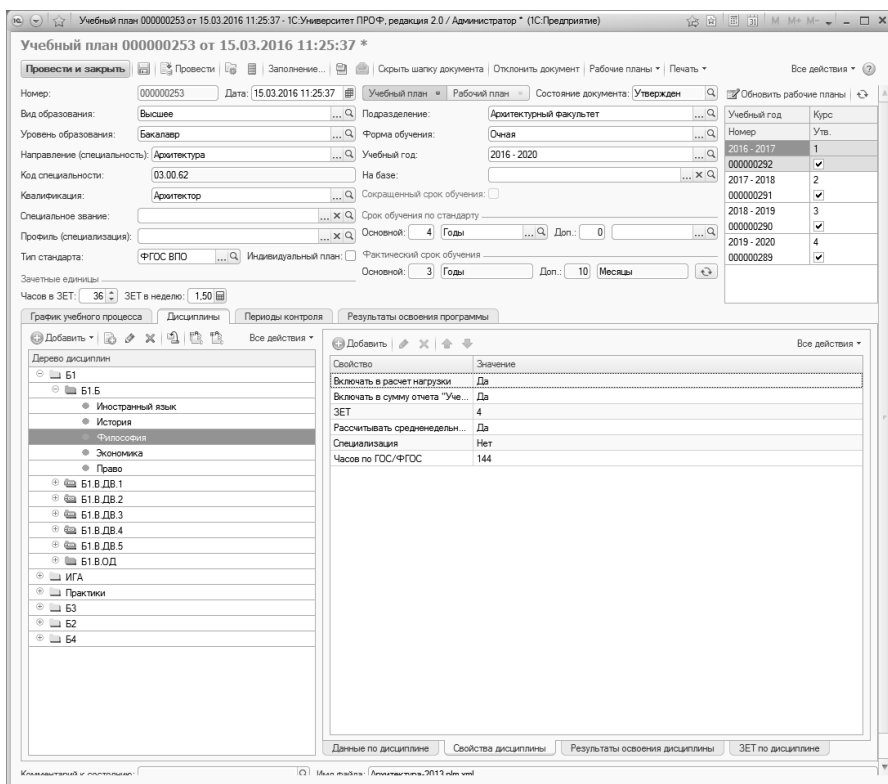 Учебный план 000000253 от 15.03.2016 11:25:37 - 1С:Университет ПРОФ, редакция 2.0 / Администратор * (1С:Предприятие) M M+ M-
Учебный план 000000253 от 15.03.2016 11:25:37 *
Провести и закрыть Провести Заполнение... Скрыть шапку документа Отклонить документ Рабочие планы Печать Все действия
Номер: 000000253 Дата: 15.03.2016 11:25:37 Учебный план Рабочий план Состояние документа: Утвержден Обновить рабочие планы
Вид образования: Высшее Подразделение: Архитектурный факультет Учебный год Курс
Уровень образования: Бакалавр Форма обучения: Очная Номер Утв.
Направление (специальность): Архитектура Учебный год: 2016 - 2020 2016 - 2017 1
000000292
Код специальности: 03.00.62 На базе: 2017 - 2018 2
Квалификация: Архитектор Сокращенный срок обучения: 000000291
Специальное звание: Срок обучения по стандарту 2018 - 2019 3
000000290
Профиль (специализация): Основной: 4 Годы Доп.: 0 2019 - 2020 4
Тип стандарта: ФГОС ВПО Индивидуальный план: Фактический срок обучения 000000289
Зачетные единицы Основной: 3 Годы Доп.: 10 Месяцы
Часов в ЗЕТ: 36 ЗЕТ в неделю: 1,50
График учебного процесса Дисциплины Периоды контроля Результаты освоения программы
Добавить Все действия Добавить Все действия
Дерево дисциплин Свойство Значение
Б1 Включать в расчет нагрузки Да
Б1.Б Включать в сумму отчета "Уче... Да
Иностранный язык ЗЕТ 4
История Рассчитывать средненедельн... Да
Философия Специализация Нет
Экономика Часов по ГОС/ФГОС 144
Право
Б1.В.ДВ.1
Б1.В.ДВ.2
Б1.В.ДВ.3
Б1.В.ДВ.4
Б1.В.ДВ.5
Б1.В.ОД
ИГА
Практики
Б3
Б2
Б4
Данные по дисциплине Свойства дисциплины Результаты освоения дисциплины ЗЕТ по дисциплине
Комментарий к состоянию: Имя файла: Архитектура-2013.plm.xml